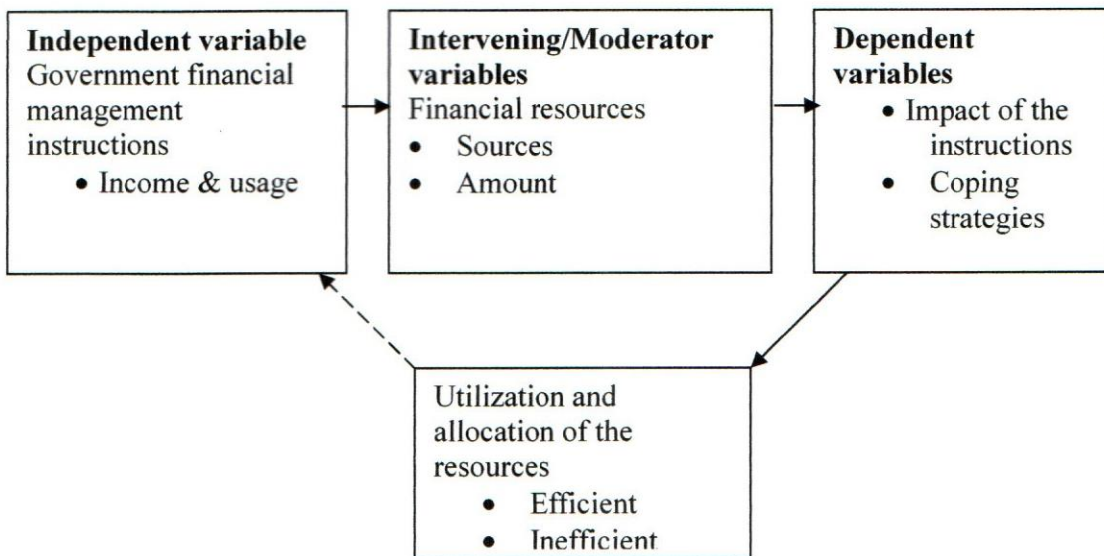 Independent variable
Government financial
management
instructions
• Income & usage
Intervening/Moderator
variables
Financial resources
• Sources
• Amount
Dependent
variables
• Impact of the
instructions
• Coping
strategies
Utilization and
allocation of the
resources
• Efficient
• Inefficient